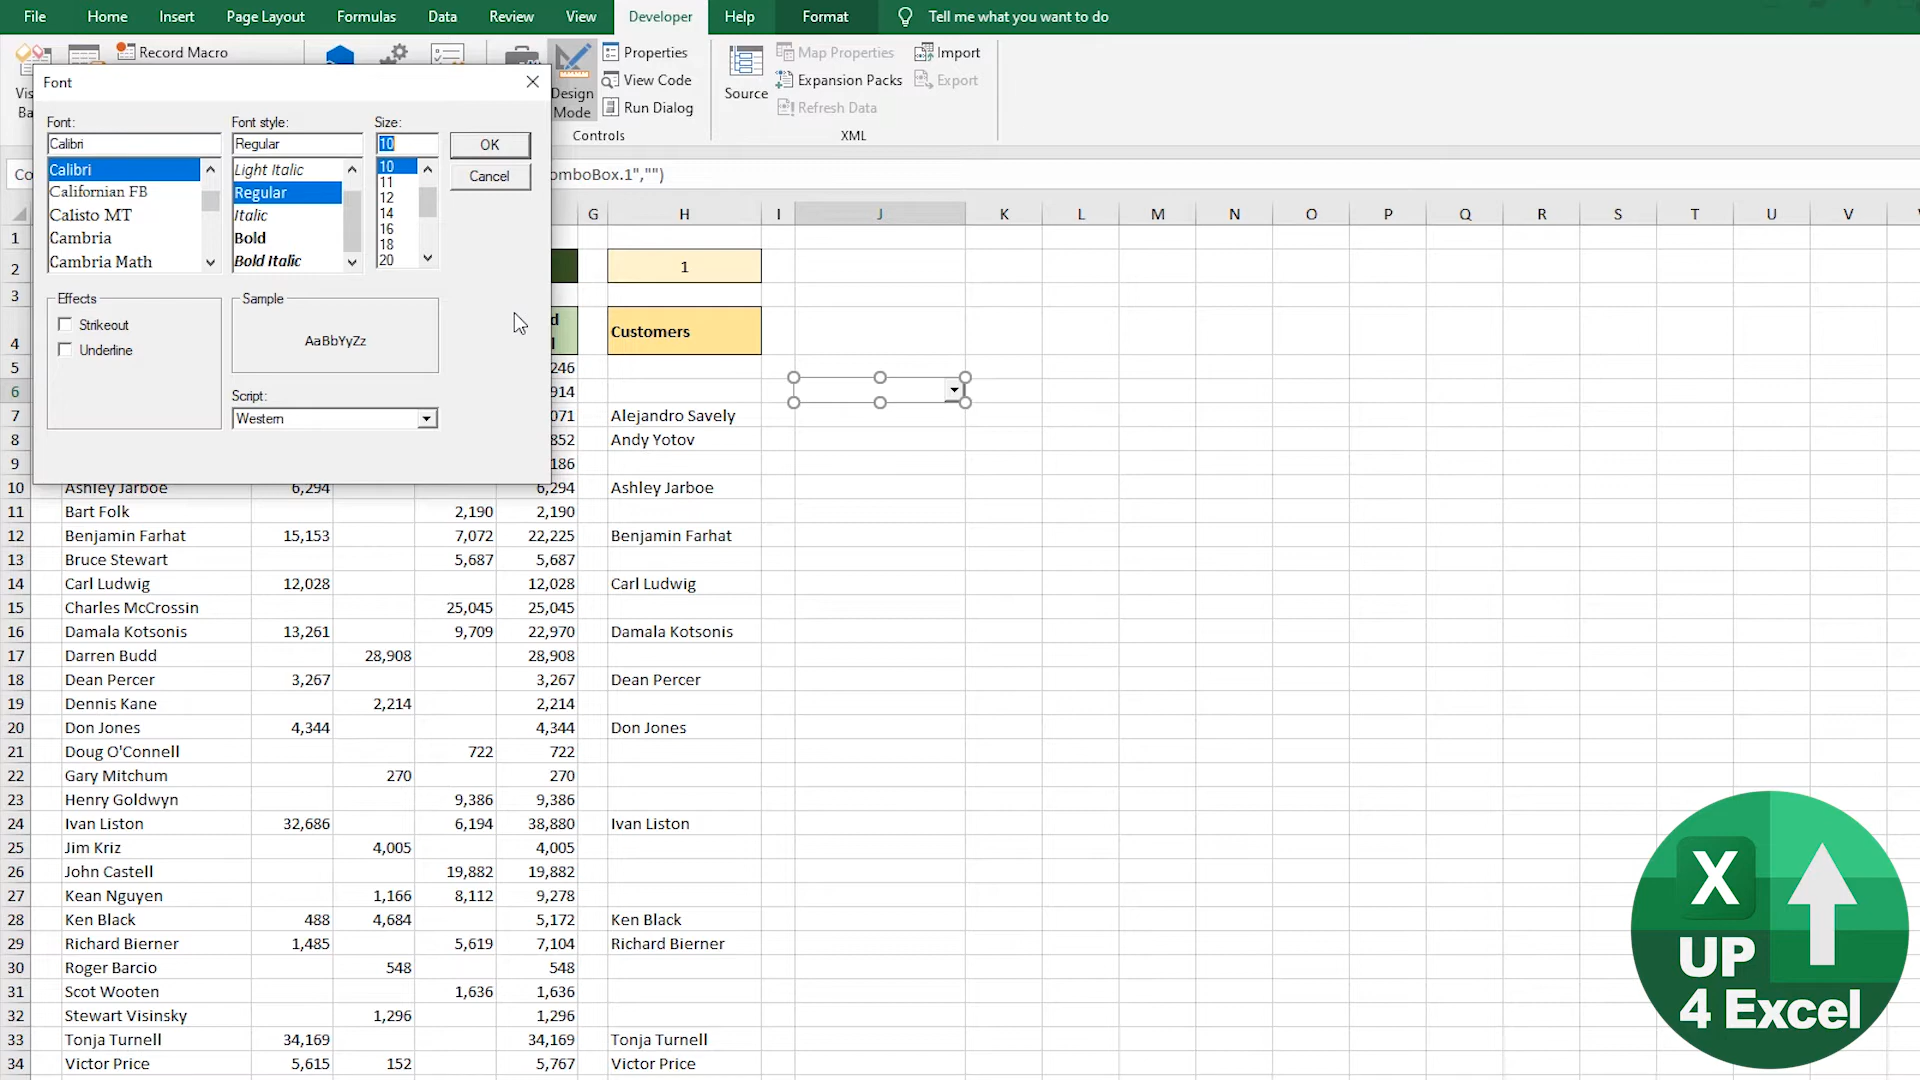 File Home Insert Page Layout Formulas Data Review View Developer Help Format Tell me what you want to do
Record Macro
Properties
View Code
Run Dialog
Design
Mode
Controls
Source
Map Properties
Expansion Packs
Refresh Data
Import
Export
XML
Font
Font:
Calibri
Calibri
Californian FB
Calisto MT
Cambria
Cambria Math
Font style:
Regular
Light Italic
Regular
Italic
Bold
Bold Italic
Size:
10
10
11
12
14
16
18
20
OK
Cancel
Effects
Strikeout
Underline
Sample
AaBbYyZz
Script:
Western
omboBox.1","")
G H I J K L M N O P Q R S T U V
1
2 1
3
4 Customers
5 246
6 914
7 071 Alejandro Savely
8 852 Andy Yotov
9 186
10 Ashley Jarboe 6,294 6,294 Ashley Jarboe
11 Bart Folk 2,190 2,190
12 Benjamin Farhat 15,153 7,072 22,225 Benjamin Farhat
13 Bruce Stewart 5,687 5,687
14 Carl Ludwig 12,028 12,028 Carl Ludwig
15 Charles McCrossin 25,045 25,045
16 Damala Kotsonis 13,261 9,709 22,970 Damala Kotsonis
17 Darren Budd 28,908 28,908
18 Dean Percer 3,267 3,267 Dean Percer
19 Dennis Kane 2,214 2,214
20 Don Jones 4,344 4,344 Don Jones
21 Doug O'Connell 722 722
22 Gary Mitchum 270 270
23 Henry Goldwyn 9,386 9,386
24 Ivan Liston 32,686 6,194 38,880 Ivan Liston
25 Jim Kriz 4,005 4,005
26 John Castell 19,882 19,882
27 Kean Nguyen 1,166 8,112 9,278
28 Ken Black 488 4,684 5,172 Ken Black
29 Richard Bierner 1,485 5,619 7,104 Richard Bierner
30 Roger Barcio 548 548
31 Scot Wooten 1,636 1,636
32 Stewart Visinsky 1,296 1,296
33 Tonja Turnell 34,169 34,169 Tonja Turnell
34 Victor Price 5,615 152 5,767 Victor Price
X
UP
4 Excel